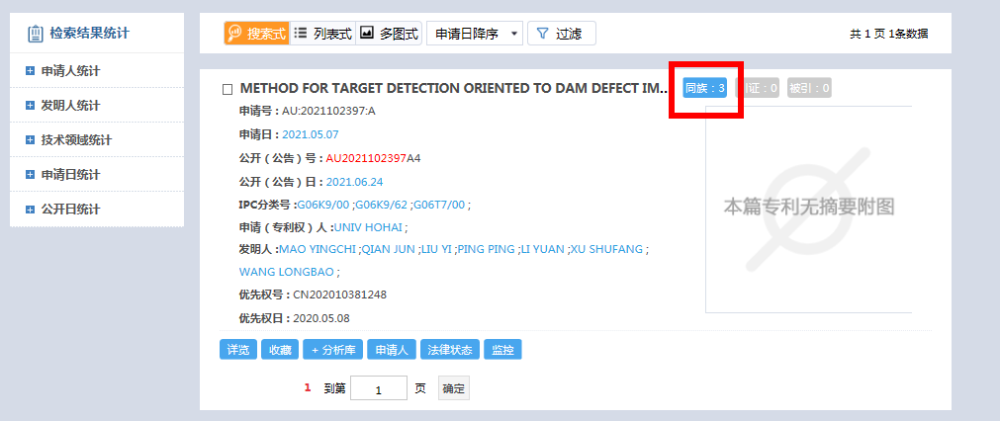 检索结果统计
申请人统计
发明人统计
技术领域统计
申请日统计
公开日统计
搜索式 列表式 多图式 申请日降序 过滤 共 1 页 1条数据
METHOD FOR TARGET DETECTION ORIENTED TO DAM DEFECT IM... 同族：3 证：0 被引：0
申请号：AU:2021102397:A
申请日：2021.05.07
公开（公告）号：AU2021102397A4
公开（公告）日：2021.06.24
IPC分类号：G06K9/00 ;G06K9/62 ;G06T7/00 ;
申请（专利权）人：UNIV HOHAI ;
发明人：MAO YINGCHI ;QIAN JUN ;LIU YI ;PING PING ;LI YUAN ;XU SHUFANG ;
WANG LONGBAO ;
优先权号：CN202010381248
优先权日：2020.05.08
本篇专利无摘要附图
详览 收藏 + 分析库 申请人 法律状态 监控
1 到第 1 页 确定